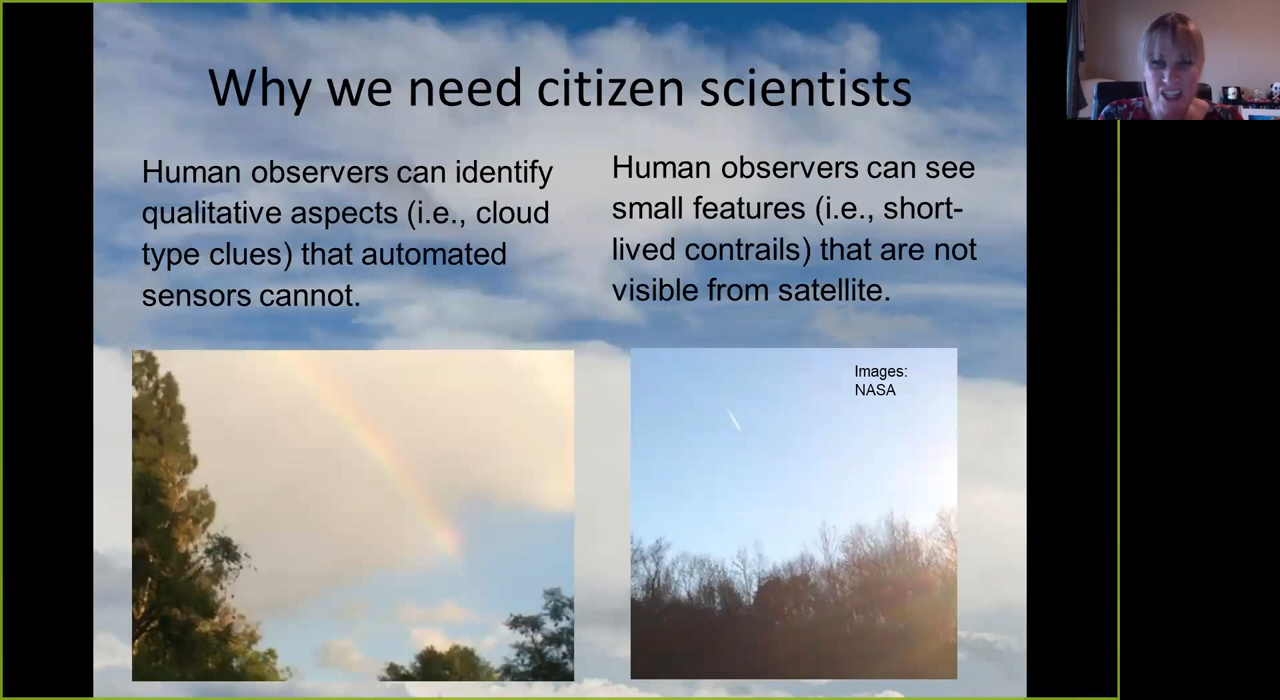 Why we need citizen scientists
Human observers can identify
qualitative aspects (i.e., cloud
type clues) that automated
sensors cannot.
Human observers can see
small features (i.e., short-
lived contrails) that are not
visible from satellite.
Images:
NASA